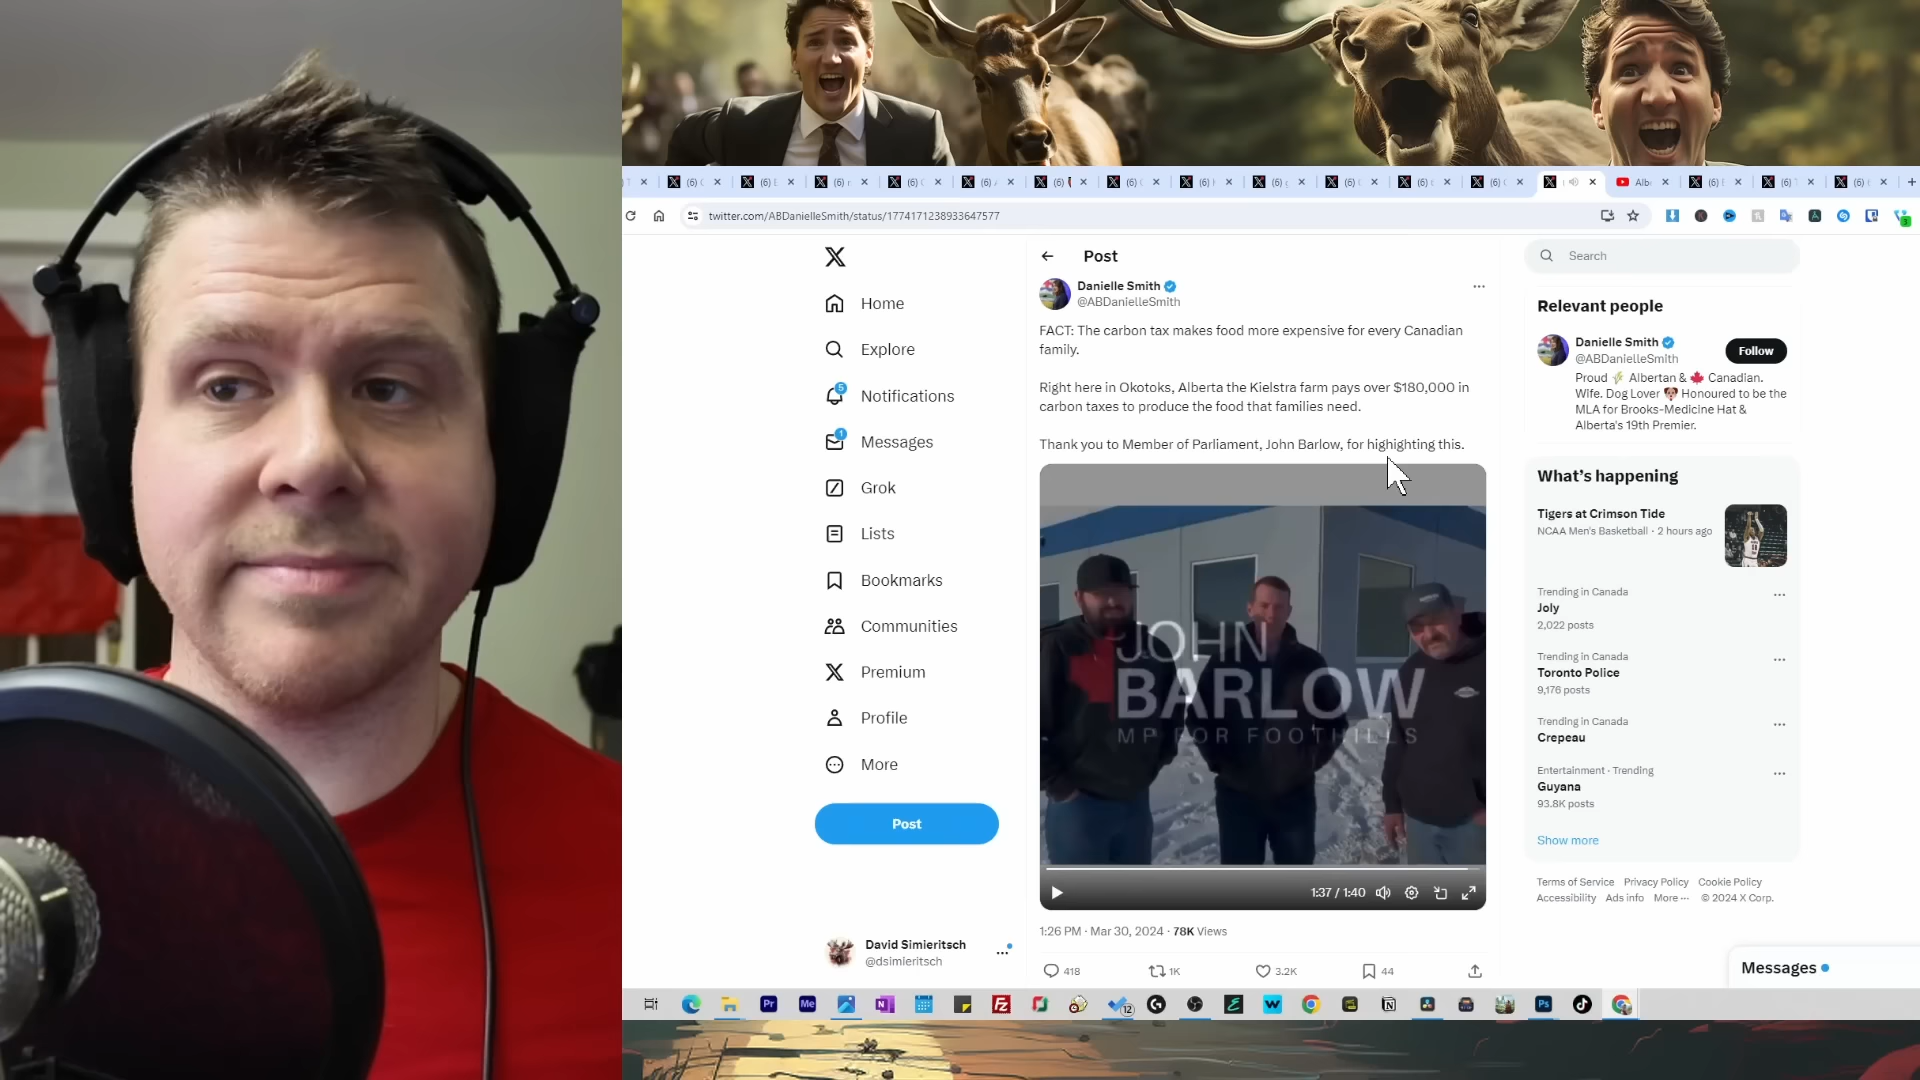 twitter.com/ABDanielleSmith/status/1774171238933647577
Home
Explore
5
Notifications
1
Messages
Grok
Lists
Bookmarks
Communities
Premium
Profile
More
Post
David Simieritsch
@dsimieritsch
Post
Danielle Smith
@ABDanielleSmith
FACT: The carbon tax makes food more expensive for every Canadian
family.
Right here in Okotoks, Alberta the Kielstra farm pays over $180,000 in
carbon taxes to produce the food that families need.
Thank you to Member of Parliament, John Barlow, for highighting this.
JOHN
BARLOW
MP FOR FOOTHILLS
1:37 / 1:40
1:26 PM · Mar 30, 2024 · 78K Views
418
1K
3.2K
44
Search
Relevant people
Danielle Smith
@ABDanielleSmith
Follow
Proud Albertan & Canadian.
Wife. Dog Lover Honoured to be the
MLA for Brooks-Medicine Hat &
Alberta's 19th Premier.
What's happening
Tigers at Crimson Tide
NCAA Men's Basketball · 2 hours ago
Trending in Canada
Joly
2,022 posts
Trending in Canada
Toronto Police
9,176 posts
Trending in Canada
Crepeau
Entertainment · Trending
Guyana
93.8K posts
Show more
Terms of Service Privacy Policy Cookie Policy
Accessibility Ads info More ··· © 2024 X Corp.
Messages